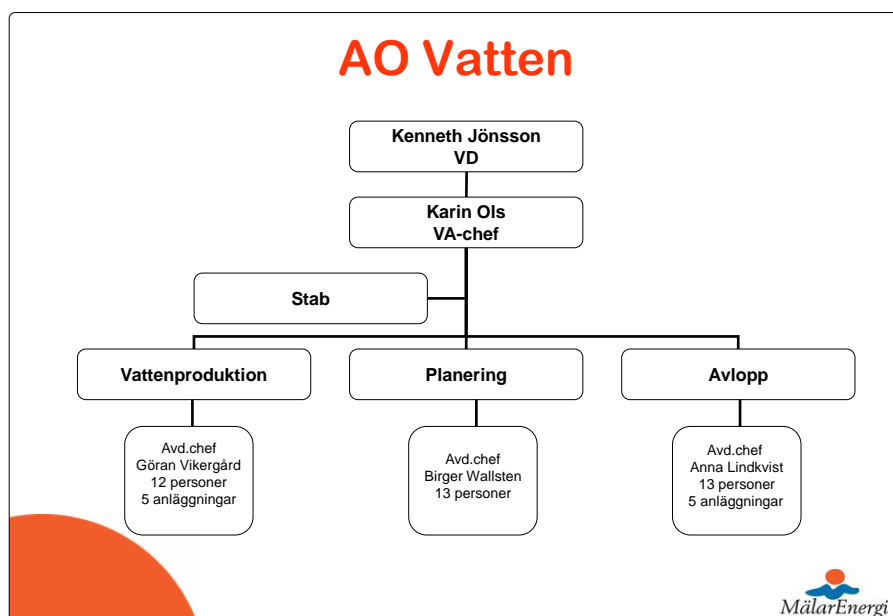 AO Vatten
Kenneth Jönsson
VD
Karin Ols
VA-chef
Stab
Vattenproduktion
Planering
Avlopp
Avd.chef
Göran Vikergård
12 personer
5 anläggningar
Avd.chef
Birger Wallsten
13 personer
Avd.chef
Anna Lindkvist
13 personer
5 anläggningar
MälarEnergi